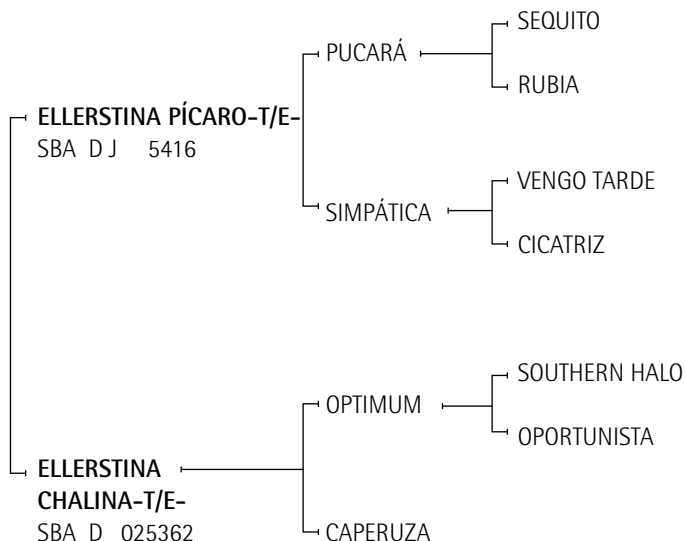 SEQUITO
PUCARÁ
RUBIA
ELLERSTINA PÍCARO-T/E-
SBA D J 5416
VENGO TARDE
SIMPÁTICA
CICATRIZ
SOUTHERN HALO
OPTIMUM
OPORTUNISTA
ELLERSTINA
CHALINA-T/E-
SBA D 025362
CAPERUZA